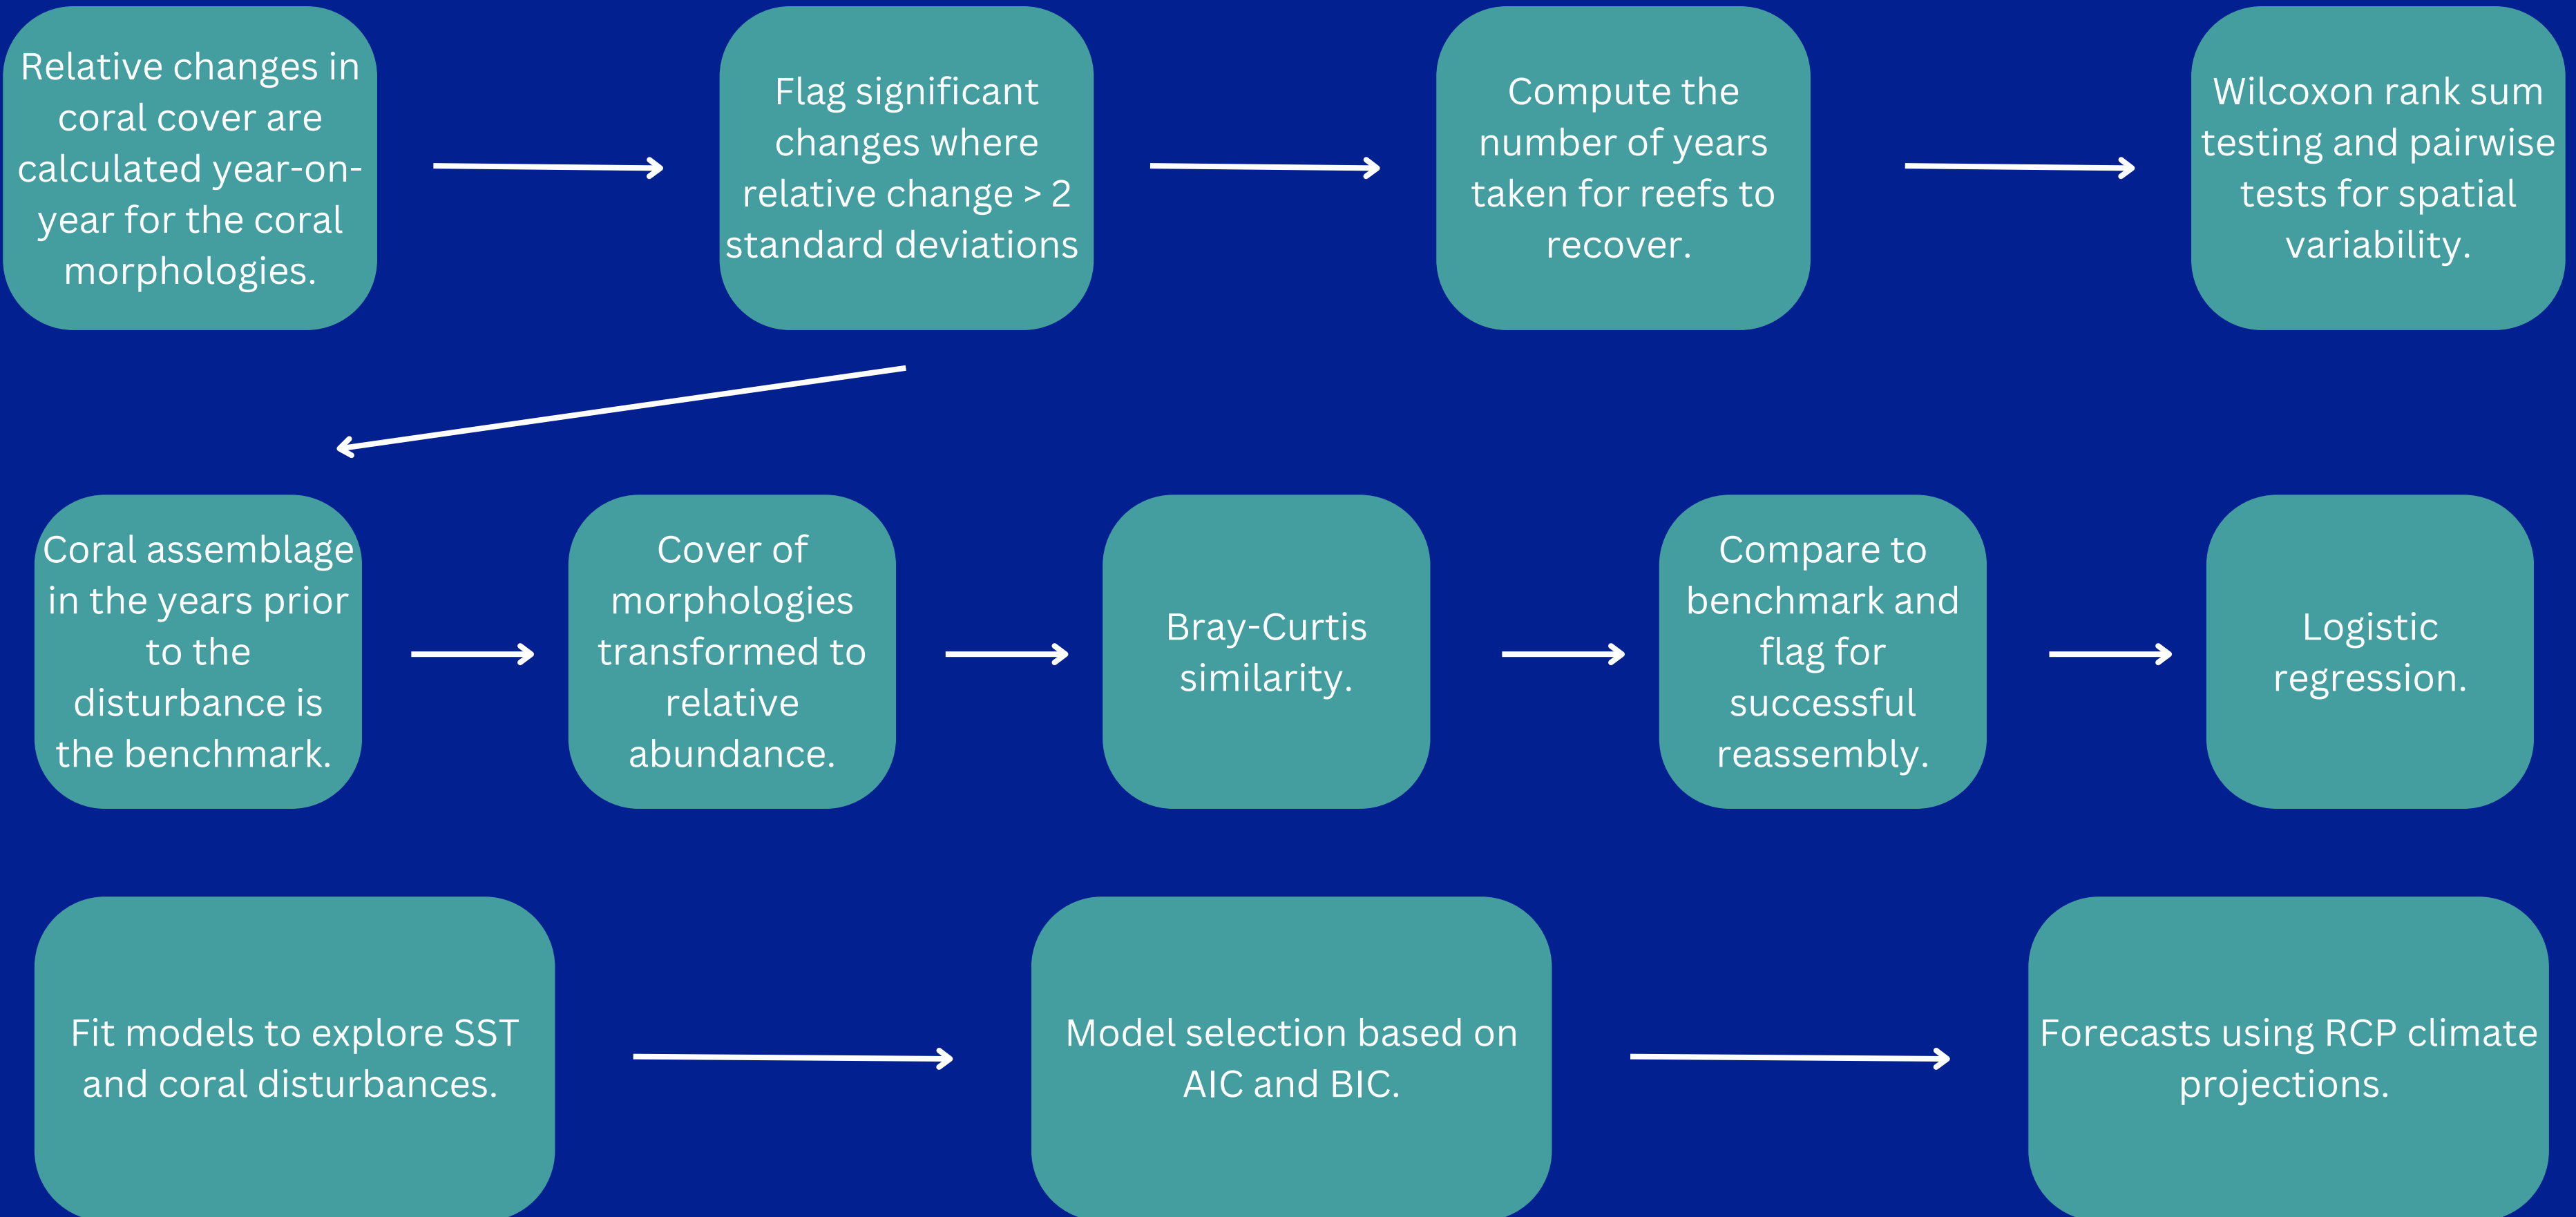 Relative changes in
coral cover are
calculated year-on-
year for the coral
morphologies.
Flag significant
changes where
relative change > 2
standard deviations
Compute the
number of years
taken for reefs to
recover.
Wilcoxon rank sum
testing and pairwise
tests for spatial
variability.
Coral assemblage
in the years prior
to the
disturbance is
the benchmark.
Cover of
morphologies
transformed to
relative
abundance.
Bray-Curtis
similarity.
Compare to
benchmark and
flag for
successful
reassembly.
Logistic
regression.
Fit models to explore SST
and coral disturbances.
Model selection based on
AIC and BIC.
Forecasts using RCP climate
projections.